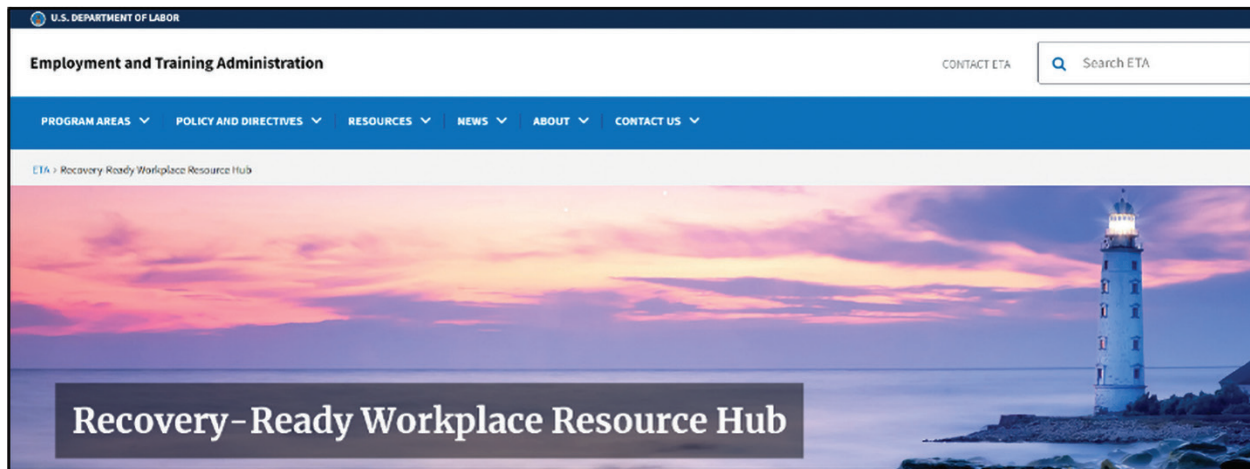 U.S. DEPARTMENT OF LABOR
Employment and Training Administration
CONTACT ETA
Search ETA
PROGRAM AREAS POLICY AND DIRECTIVES RESOURCES NEWS ABOUT CONTACT US
ETA > Recovery-Ready Workplace Resource Hub
Recovery-Ready Workplace Resource Hub